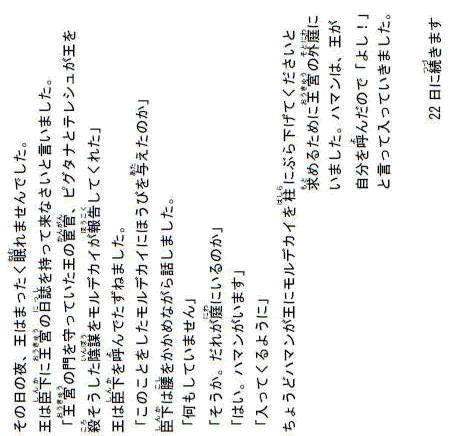 その日の夜、王はまったく眠れませんでした。
王は臣下に王宮の日誌を持って来なさいと言いました。
「王宮の門を守っていた王の宦官、ビグタナとテレシュが王を
殺そうした陰謀をモルデカイが報告してくれた」
王は臣下を呼んでたずねました。
「このことをしたモルデカイにほうびを与えたのか」
臣下は腰をかかめながら話しました。
「何もしていません」
「そうか。だれが庭にいるのか」
「はい。ハマンがいます」
「入ってくるように」
ちょうどハマンが王にモルデカイを柱にぶら下げてくださいと
求めるために王宮の外庭に
いました。ハマンは、王が
自分を呼んだので「よし!」
と言って入っていきました。
22 日に続きます